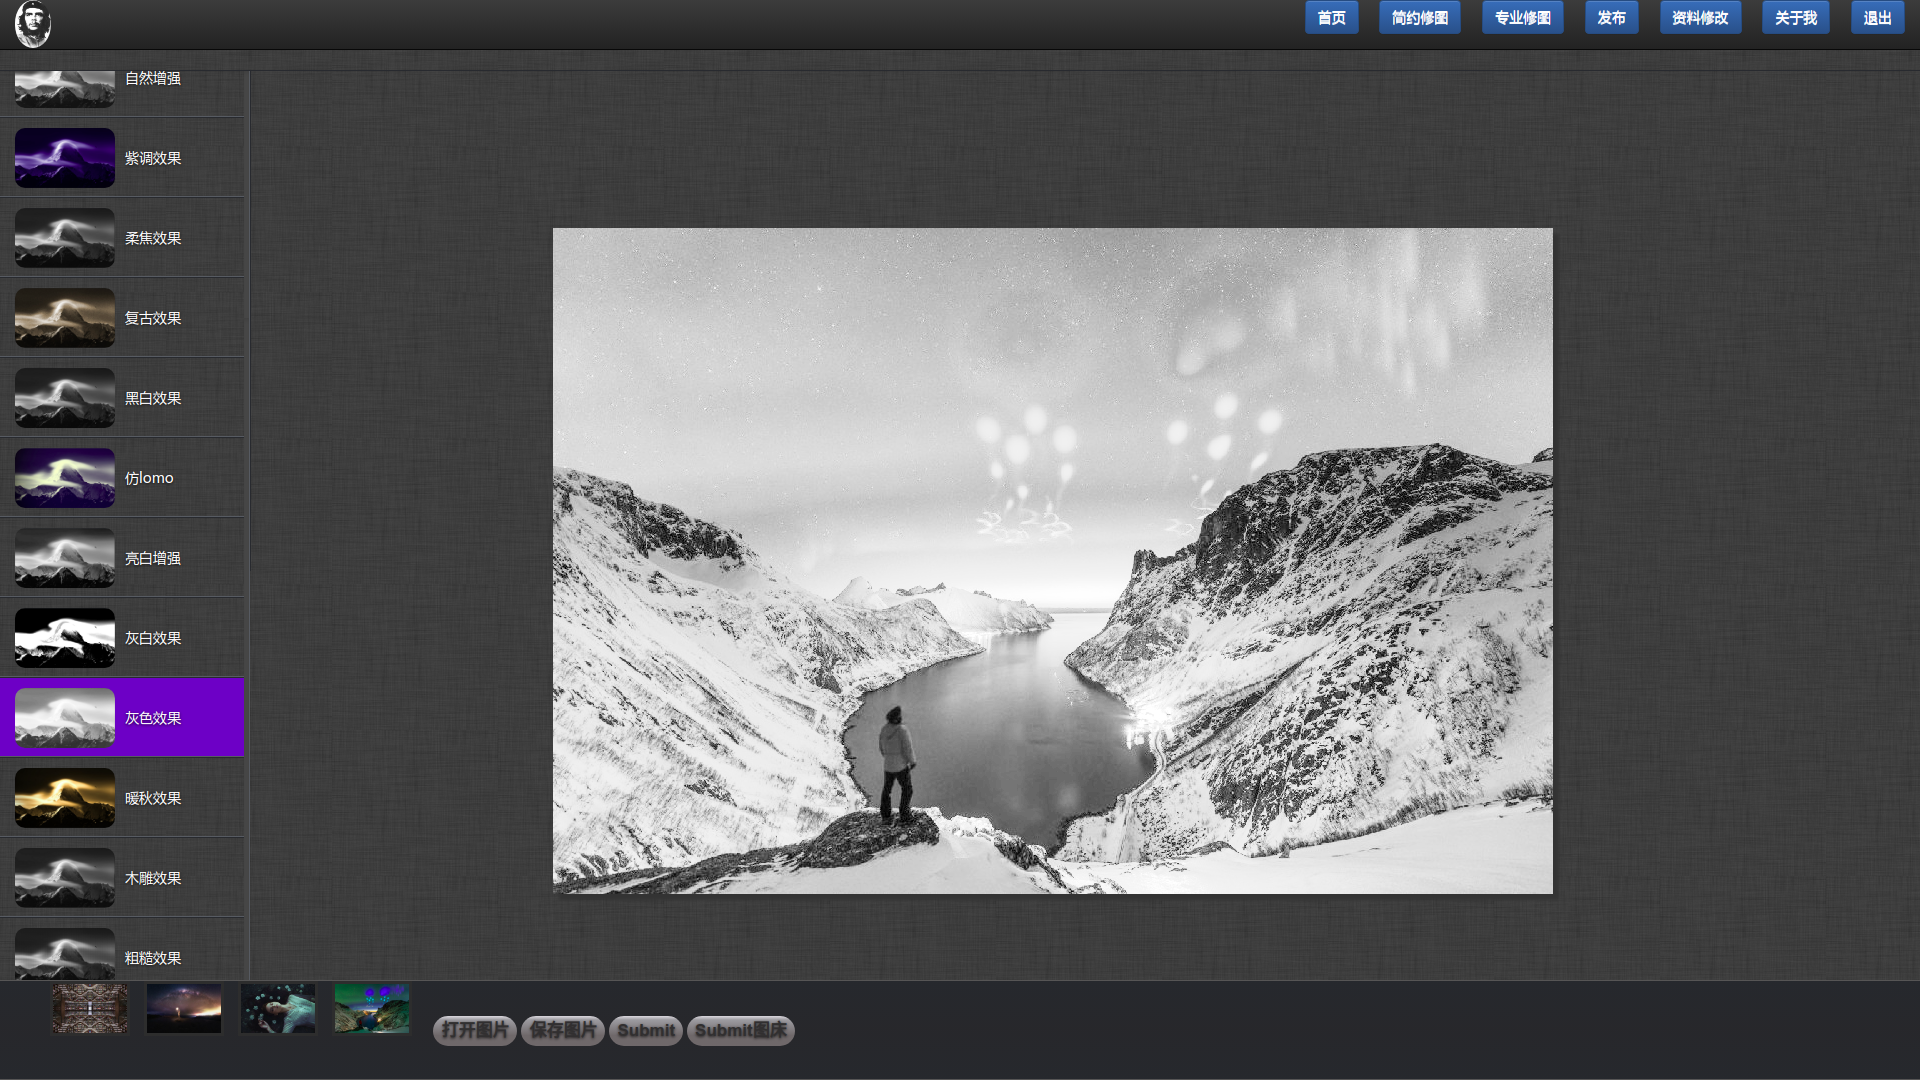 首页 简约修图 专业修图 发布 资料修改 关于我 退出
自然增强
紫调效果
柔焦效果
复古效果
黑白效果
仿lomo
亮白增强
灰白效果
灰色效果
暖秋效果
木雕效果
粗糙效果
打开图片 保存图片 Submit Submit图床